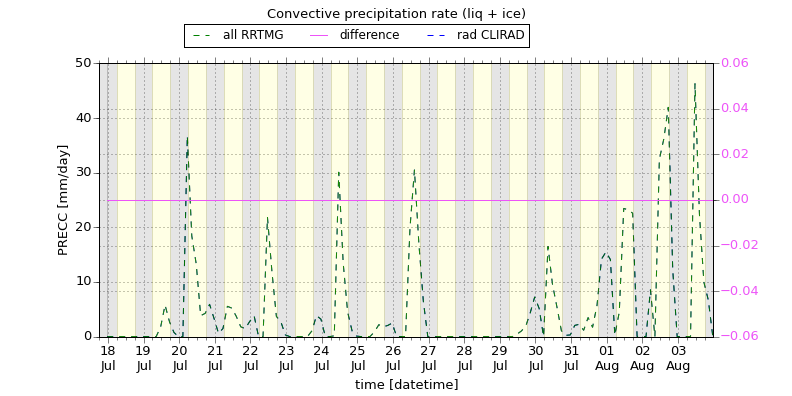 Convective precipitation rate (liq + ice)
all RRTMG difference rad CLIRAD
50 0.06
40 0.04
0.02
30
0.00
20
−0.02
10
−0.04
0 −0.06
PRECC [mm/day]
18 19 20 21 22 23 24 25 26 27 28 29 30 31 01 02 03
Jul Jul Jul Jul Jul Jul Jul Jul Jul Jul Jul Jul Jul Jul Aug Aug Aug
time [datetime]